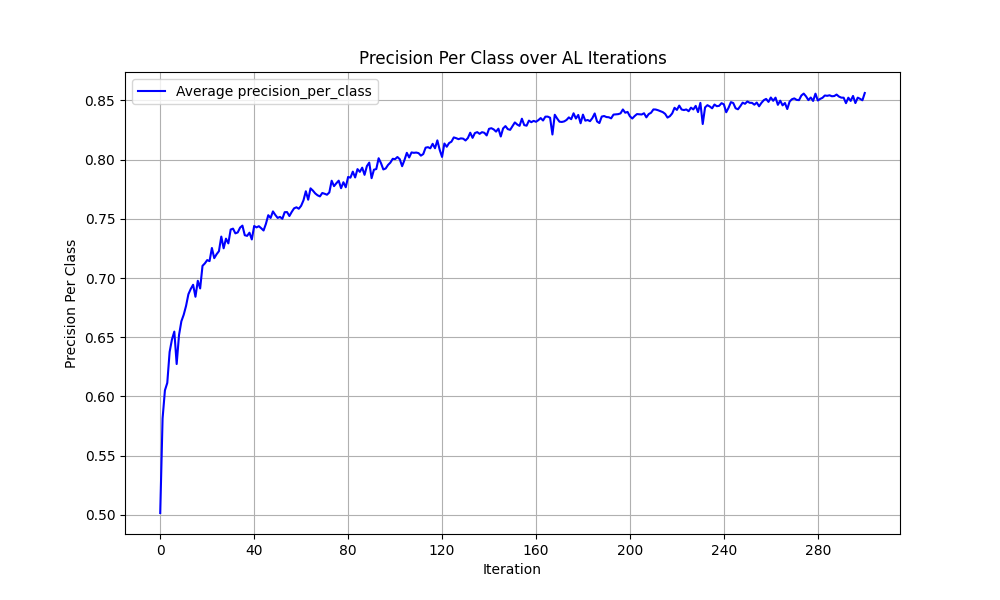 Precision Per Class over AL Iterations
Average precision_per_class
Precision Per Class
0.85
0.80
0.75
0.70
0.65
0.60
0.55
0.50
0 40 80 120 160 200 240 280
Iteration